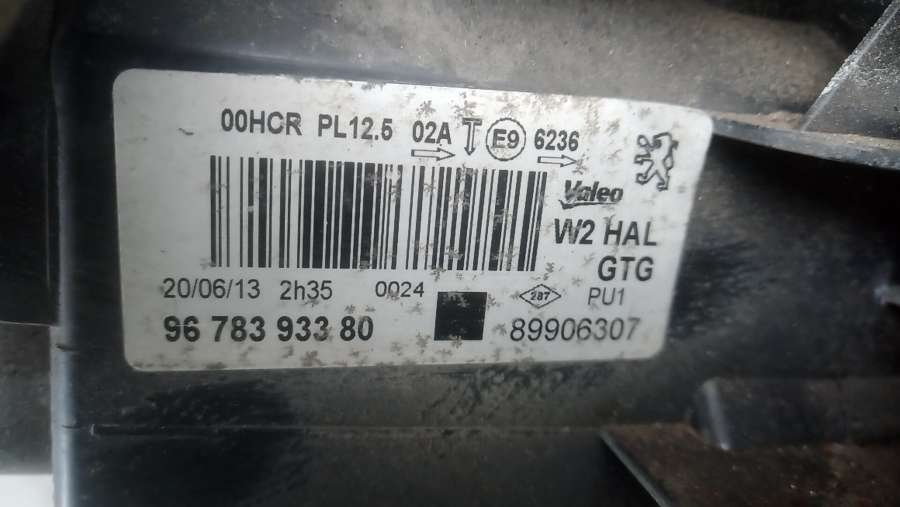 00HCR PL12.5 02A E9 6236
Valeo
W2 HAL
GTG
20/06/13 2h35 0024 287 PU1
96 783 933 80 89906307